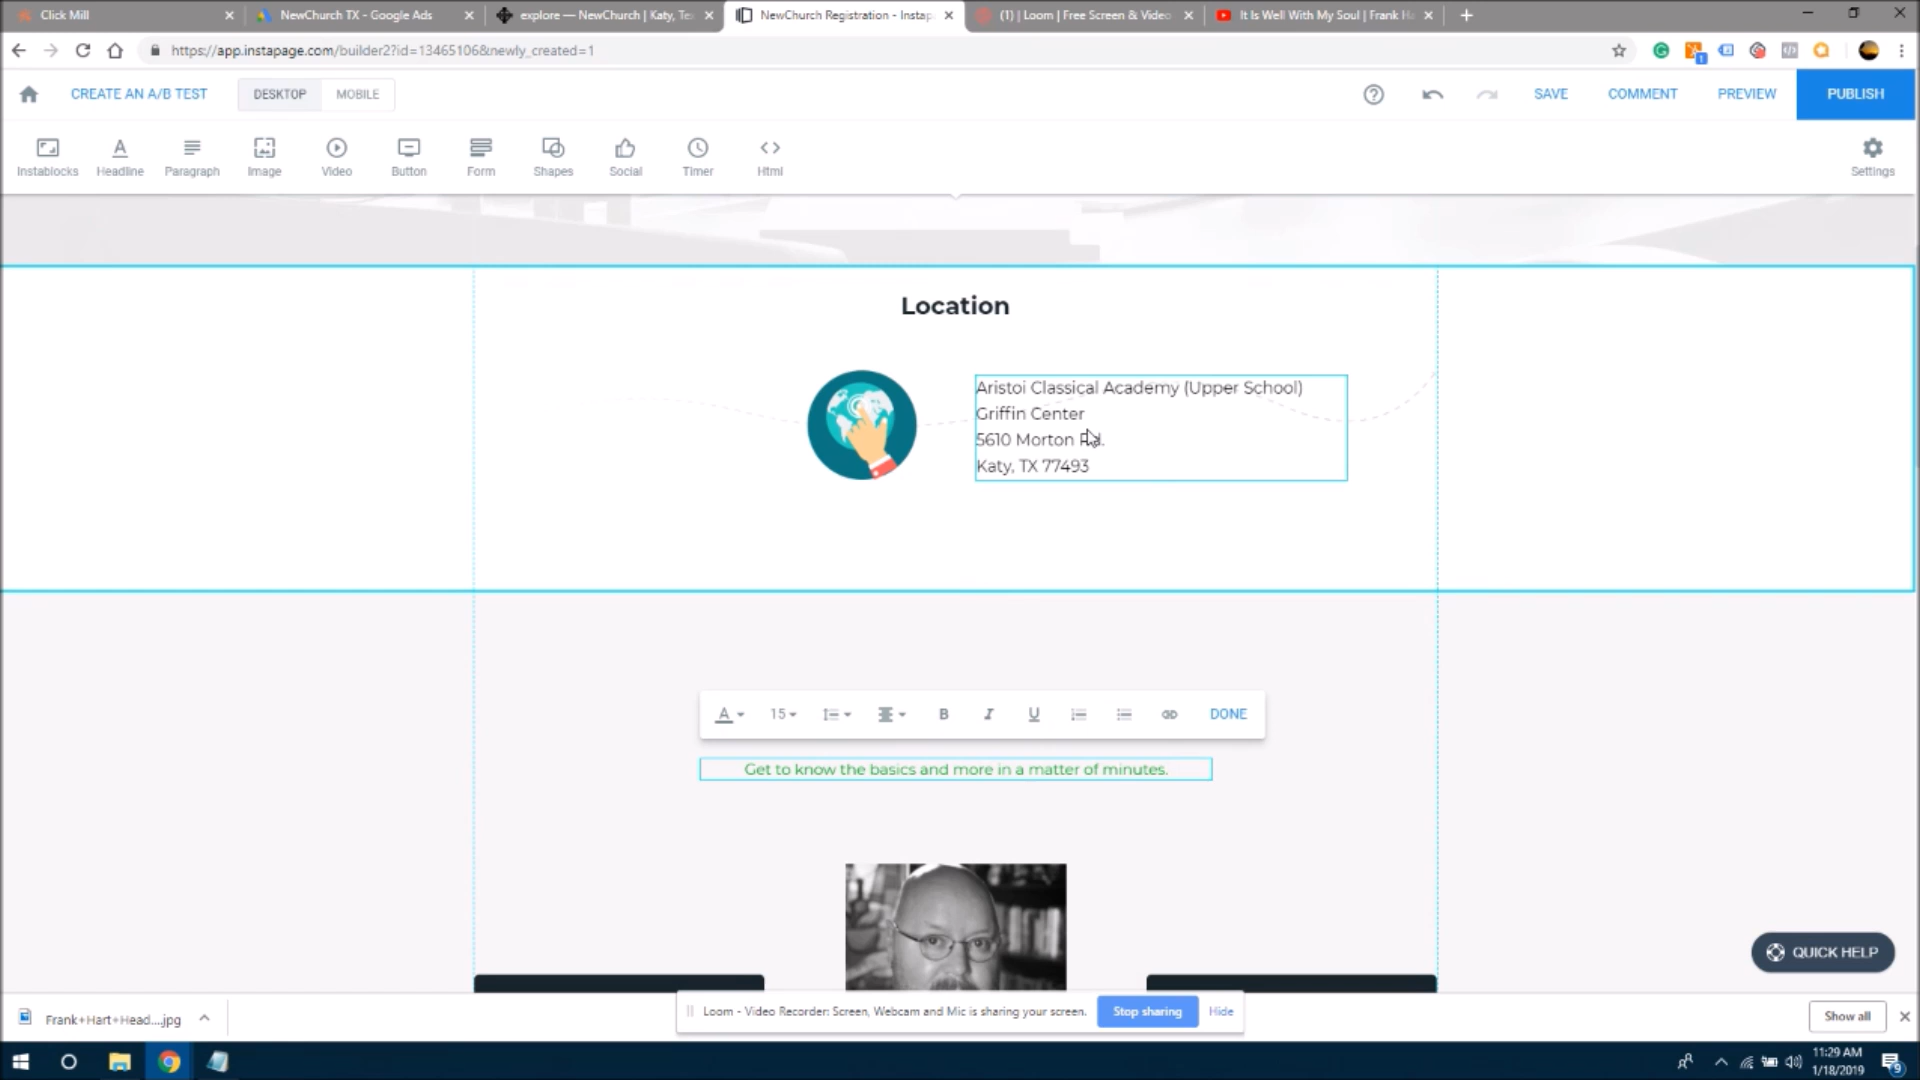 Click Mill
NewChurch TX - Google Ads
explore — NewChurch | Katy, Te
NewChurch Registration - Instap
(1) | Loom | Free Screen & Video
It Is Well With My Soul | Frank Ha
https://app.instapage.com/builder2?id=13465106&newly_created=1
CREATE AN A/B TEST
DESKTOP
MOBILE
SAVE
COMMENT
PREVIEW
PUBLISH
Instablocks
Headline
Paragraph
Image
Video
Button
Form
Shapes
Social
Timer
Html
Settings
Location
Aristoi Classical Academy (Upper School)
Griffin Center
5610 Morton Rd.
Katy, TX 77493
A
15
B
I
U
DONE
Get to know the basics and more in a matter of minutes.
QUICK HELP
Frank+Hart+Head....jpg
Loom - Video Recorder: Screen, Webcam and Mic is sharing your screen.
Stop sharing
Hide
Show all
11:29 AM
1/18/2019
9